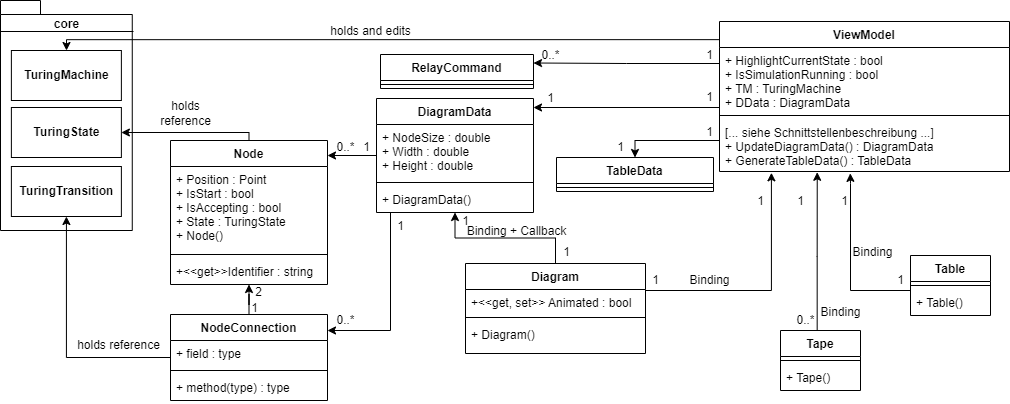 core
TuringMachine
TuringState
TuringTransition
holds and edits
ViewModel
+ HighlightCurrentState : bool
+ IsSimulationRunning : bool
+ TM : TuringMachine
+ DData : DiagramData
[... siehe Schnittstellenbeschreibung ...]
+ UpdateDiagramData() : DiagramData
+ GenerateTableData() : TableData
0..*
1
RelayCommand
1
1
DiagramData
+ NodeSize : double
+ Width : double
+ Height : double
+ DiagramData()
holds
reference
0..*
1
Node
+ Position : Point
+ IsStart : bool
+ IsAccepting : bool
+ State : TuringState
+ Node()
+<<get>>Identifier : string
1
1
TableData
1
1
Binding + Callback
1
Diagram
+<<get, set>> Animated : bool
+ Diagram()
1
Binding
1
1
1
Binding
1
Table
+ Table()
Binding
0..*
Tape
+ Tape()
2
1
0..*
NodeConnection
+ field : type
+ method(type) : type
holds reference